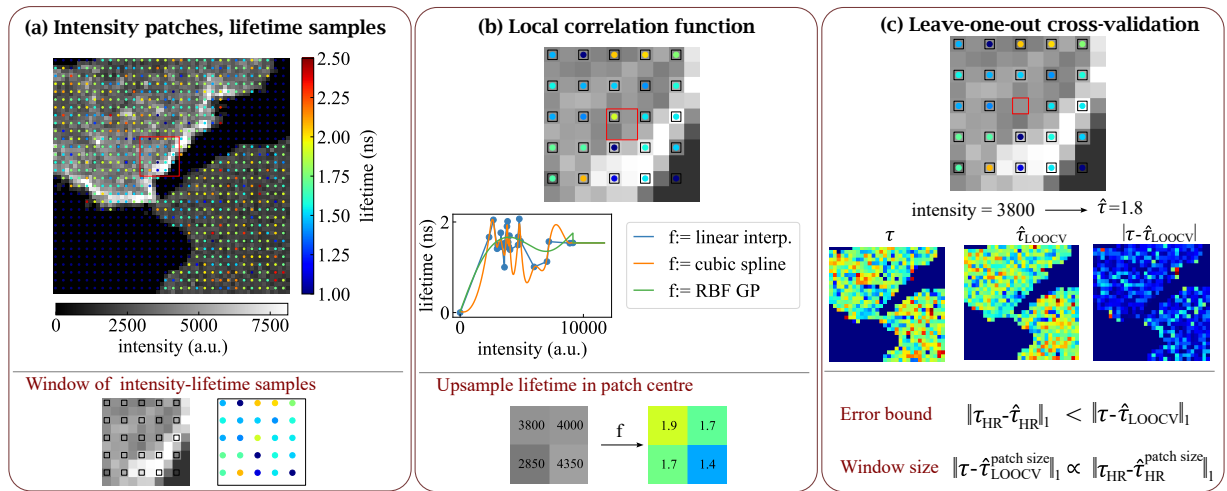 (a) Intensity patches, lifetime samples
2.50
2.25
2.00
1.75
1.50
1.25
1.00
lifetime (ns)
0 2500 5000 7500
intensity (a.u.)
Window of intensity-lifetime samples
(b) Local correlation function
2
0
lifetime (ns)
0 10000
intensity (a.u.)
f:= linear interp.
f:= cubic spline
f:= RBF GP
Upsample lifetime in patch centre
3800 4000
2850 4350
f
1.9 1.7
1.7 1.4
(c) Leave-one-out cross-validation
intensity = 3800 ⟶ τ̂=1.8
τ τ̂LOOCV |τ-τ̂LOOCV|
Error bound ‖τHR-τ̂HR‖1 < ‖τ-τ̂LOOCV‖1
Window size ‖τ-τ̂LOOCV^patch size‖1 ∝ ‖τHR-τ̂HR^patch size‖1